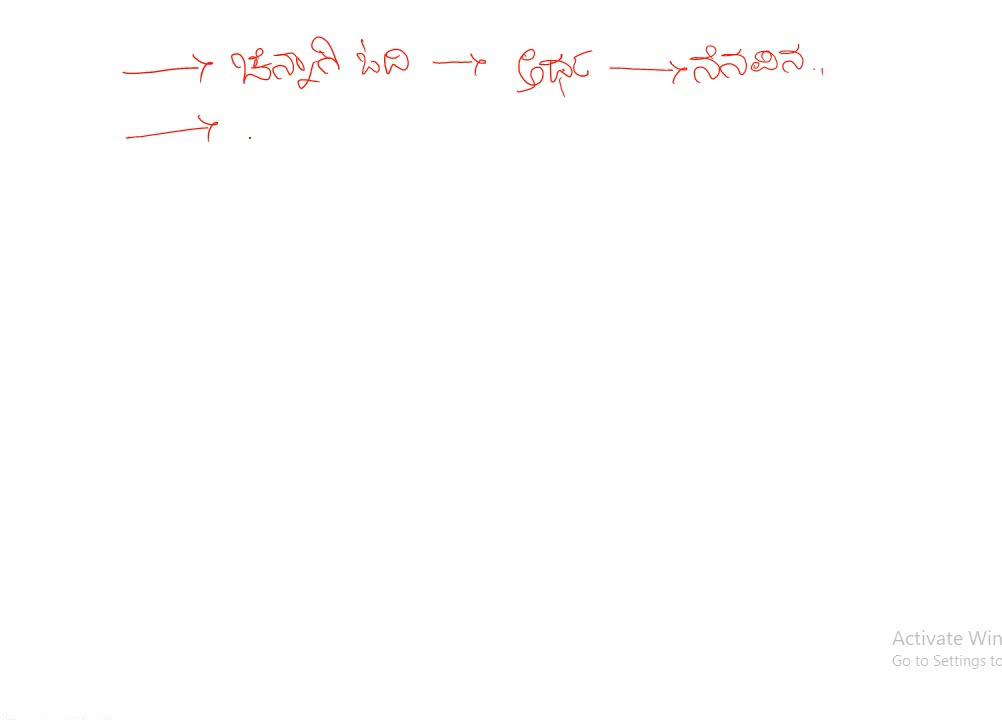 → ಚೆನ್ನಾಗಿ ಓದಿ → ಅರ್ಥ → ನೆನಪಿನ..
→ .
Activate Win
Go to Settings to